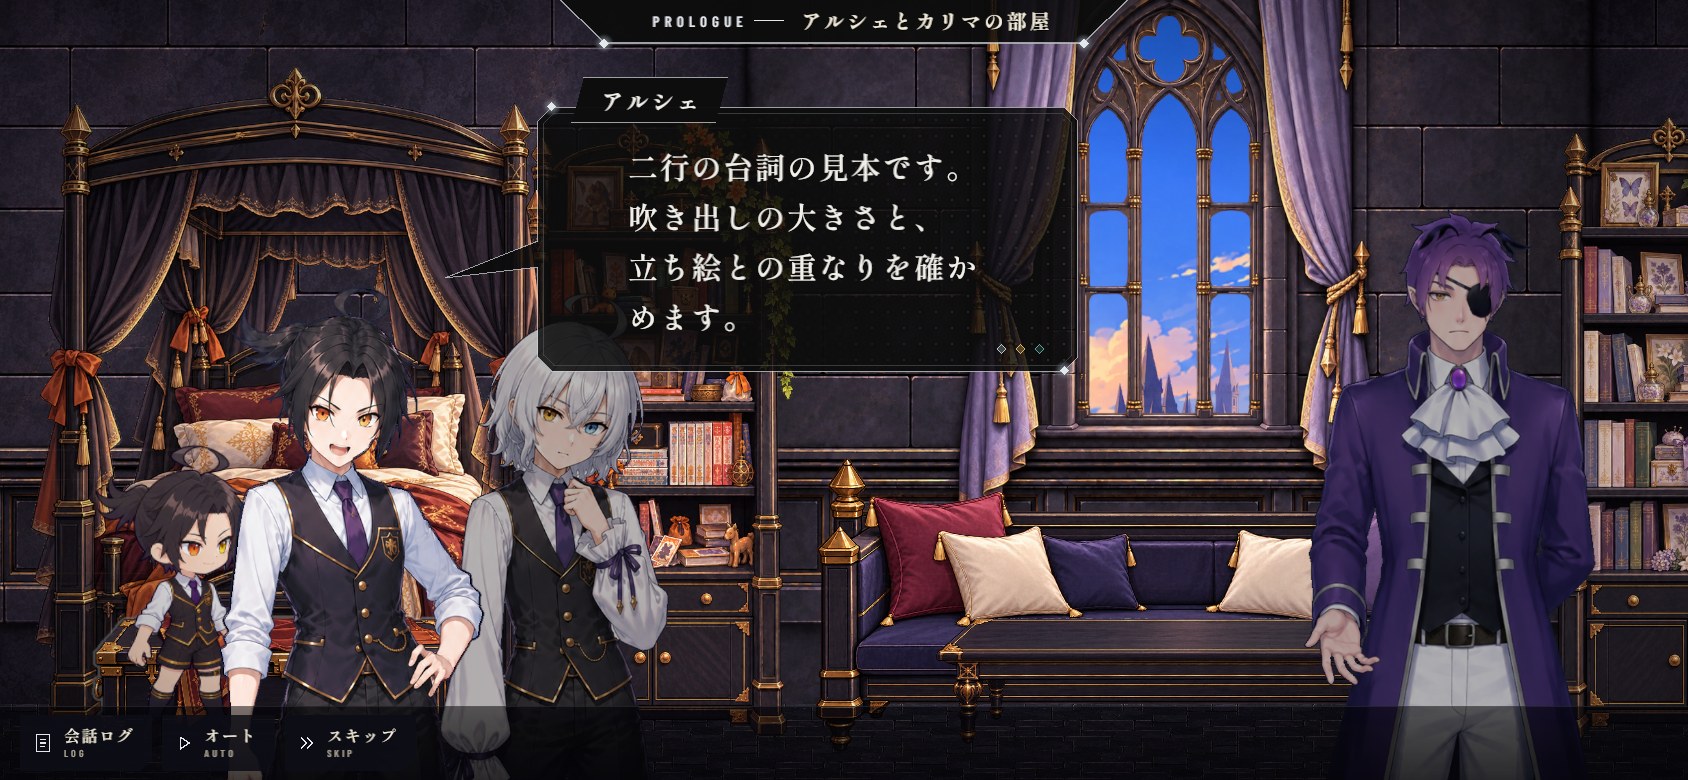 PROLOGUE — アルシェとカリマの部屋
アルシェ
二行の台詞の見本です。
吹き出しの大きさと、
立ち絵との重なりを確か
めます。
会話ログ
LOG
オート
AUTO
スキップ
SKIP